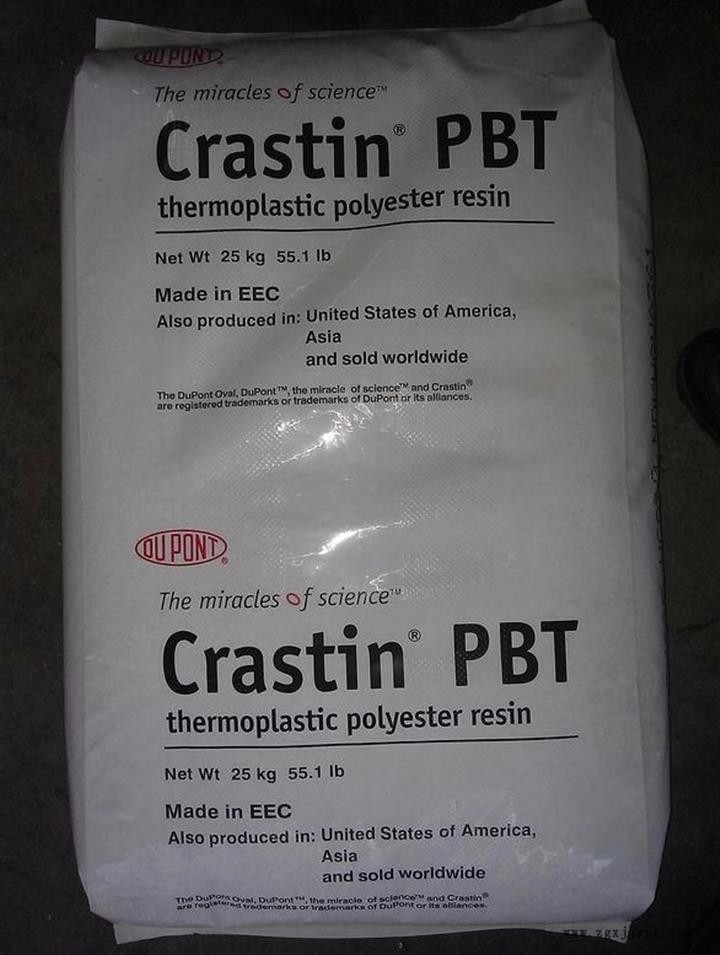 DU PONT
The miracles of science™
Crastin® PBT
thermoplastic polyester resin
Net Wt 25 kg 55.1 lb
Made in EEC
Also produced in: United States of America,
Asia
and sold worldwide
The DuPont Oval, DuPont™, the miracle of science™ and Crastin®
are registered trademarks or trademarks of DuPont or its alliances.
DU PONT®
The miracles of science™
Crastin® PBT
thermoplastic polyester resin
Net Wt 25 kg 55.1 lb
Made in EEC
Also produced in: United States of America,
Asia
and sold worldwide
The DuPont Oval, DuPont™, the miracle of science™ and Crastin®
are registered trademarks or trademarks of DuPont or its alliances.